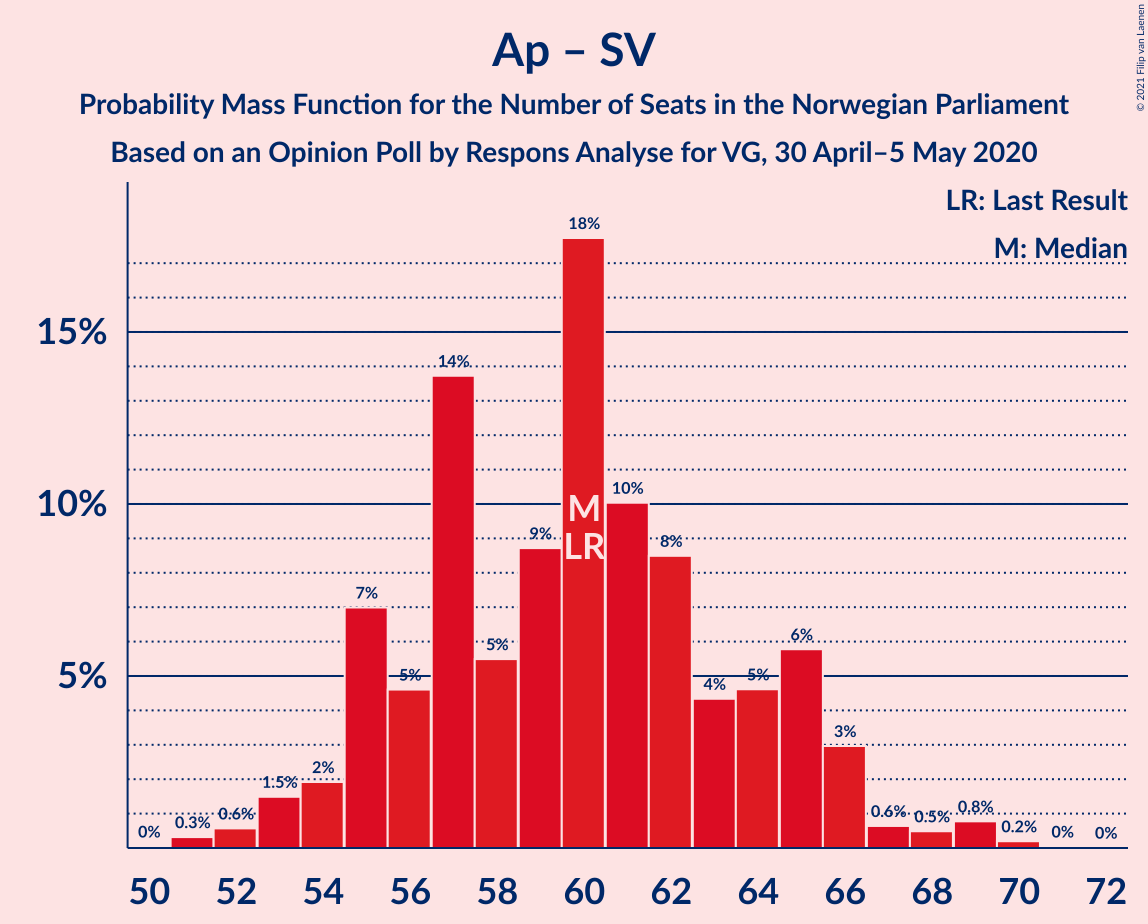 © 2021 Filip van Laenen
Ap – SV
Probability Mass Function for the Number of Seats in the Norwegian Parliament
Based on an Opinion Poll by Respons Analyse for VG, 30 April–5 May 2020
LR: Last Result
M: Median
15%
10%
5%
0%
0.3%
0.6%
1.5%
2%
7%
5%
14%
5%
9%
18%
M
LR
10%
8%
4%
5%
6%
3%
0.6%
0.5%
0.8%
0.2%
0%
0%
50 52 54 56 58 60 62 64 66 68 70 72